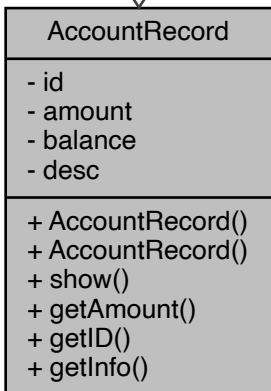 AccountRecord
- id
- amount
- balance
- desc
+ AccountRecord()
+ AccountRecord()
+ show()
+ getAmount()
+ getID()
+ getInfo()